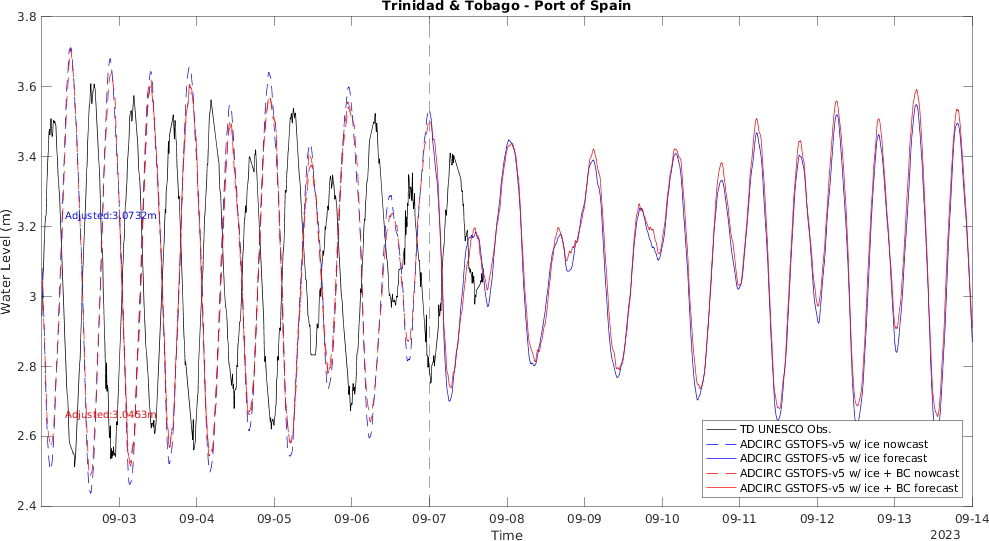 Trinidad & Tobago - Port of Spain
Water Level (m)
3.8
3.6
3.4
3.2
3
2.8
2.6
2.4
Adjusted:3.0732m
Adjusted:3.0463m
TD UNESCO Obs.
ADCIRC GSTOFS-v5 w/ ice nowcast
ADCIRC GSTOFS-v5 w/ ice forecast
ADCIRC GSTOFS-v5 w/ ice + BC nowcast
ADCIRC GSTOFS-v5 w/ ice + BC forecast
09-03 09-04 09-05 09-06 09-07 09-08 09-09 09-10 09-11 09-12 09-13 09-14
Time
2023